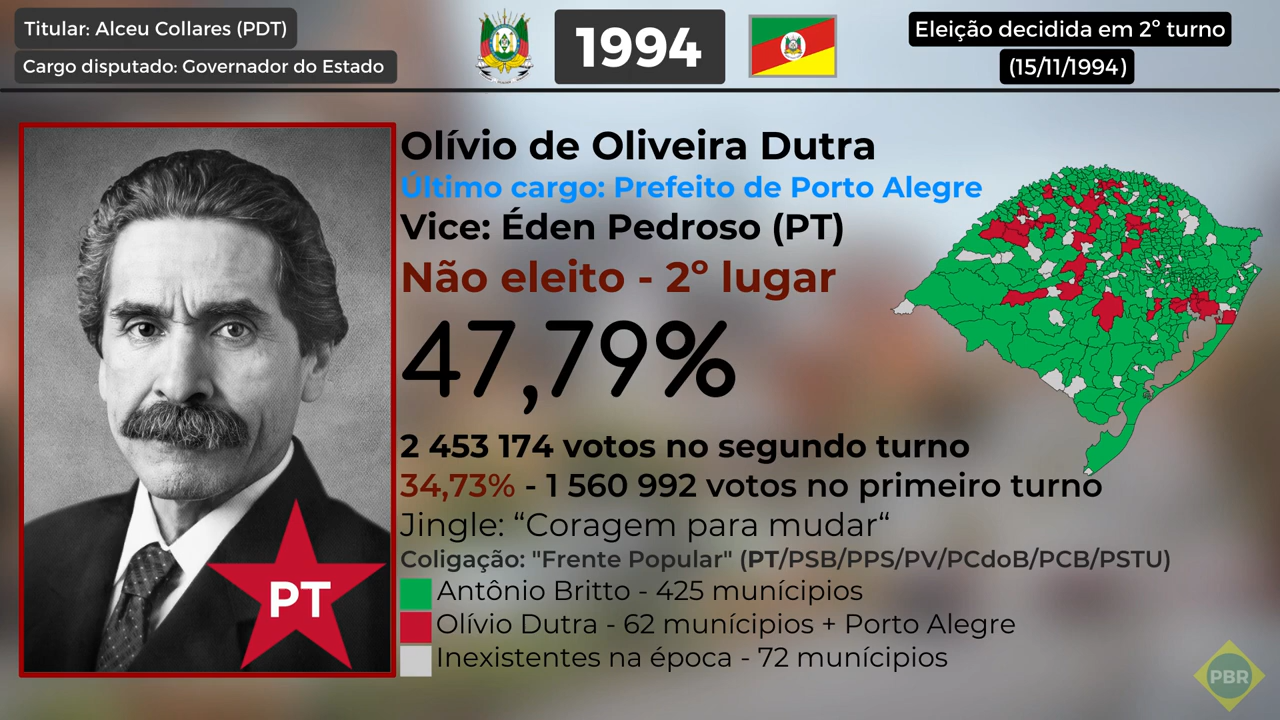 Titular: Alceu Collares (PDT)
Cargo disputado: Governador do Estado
1994
Eleição decidida em 2º turno
(15/11/1994)
Olívio de Oliveira Dutra
Último cargo: Prefeito de Porto Alegre
Vice: Éden Pedroso (PT)
Não eleito - 2º lugar
47,79%
2 453 174 votos no segundo turno
34,73% - 1 560 992 votos no primeiro turno
Jingle: “Coragem para mudar“
Coligação: "Frente Popular" (PT/PSB/PPS/PV/PCdoB/PCB/PSTU)
Antônio Britto - 425 munícipios
Olívio Dutra - 62 munícipios + Porto Alegre
Inexistentes na época - 72 munícipios
PT
PBR